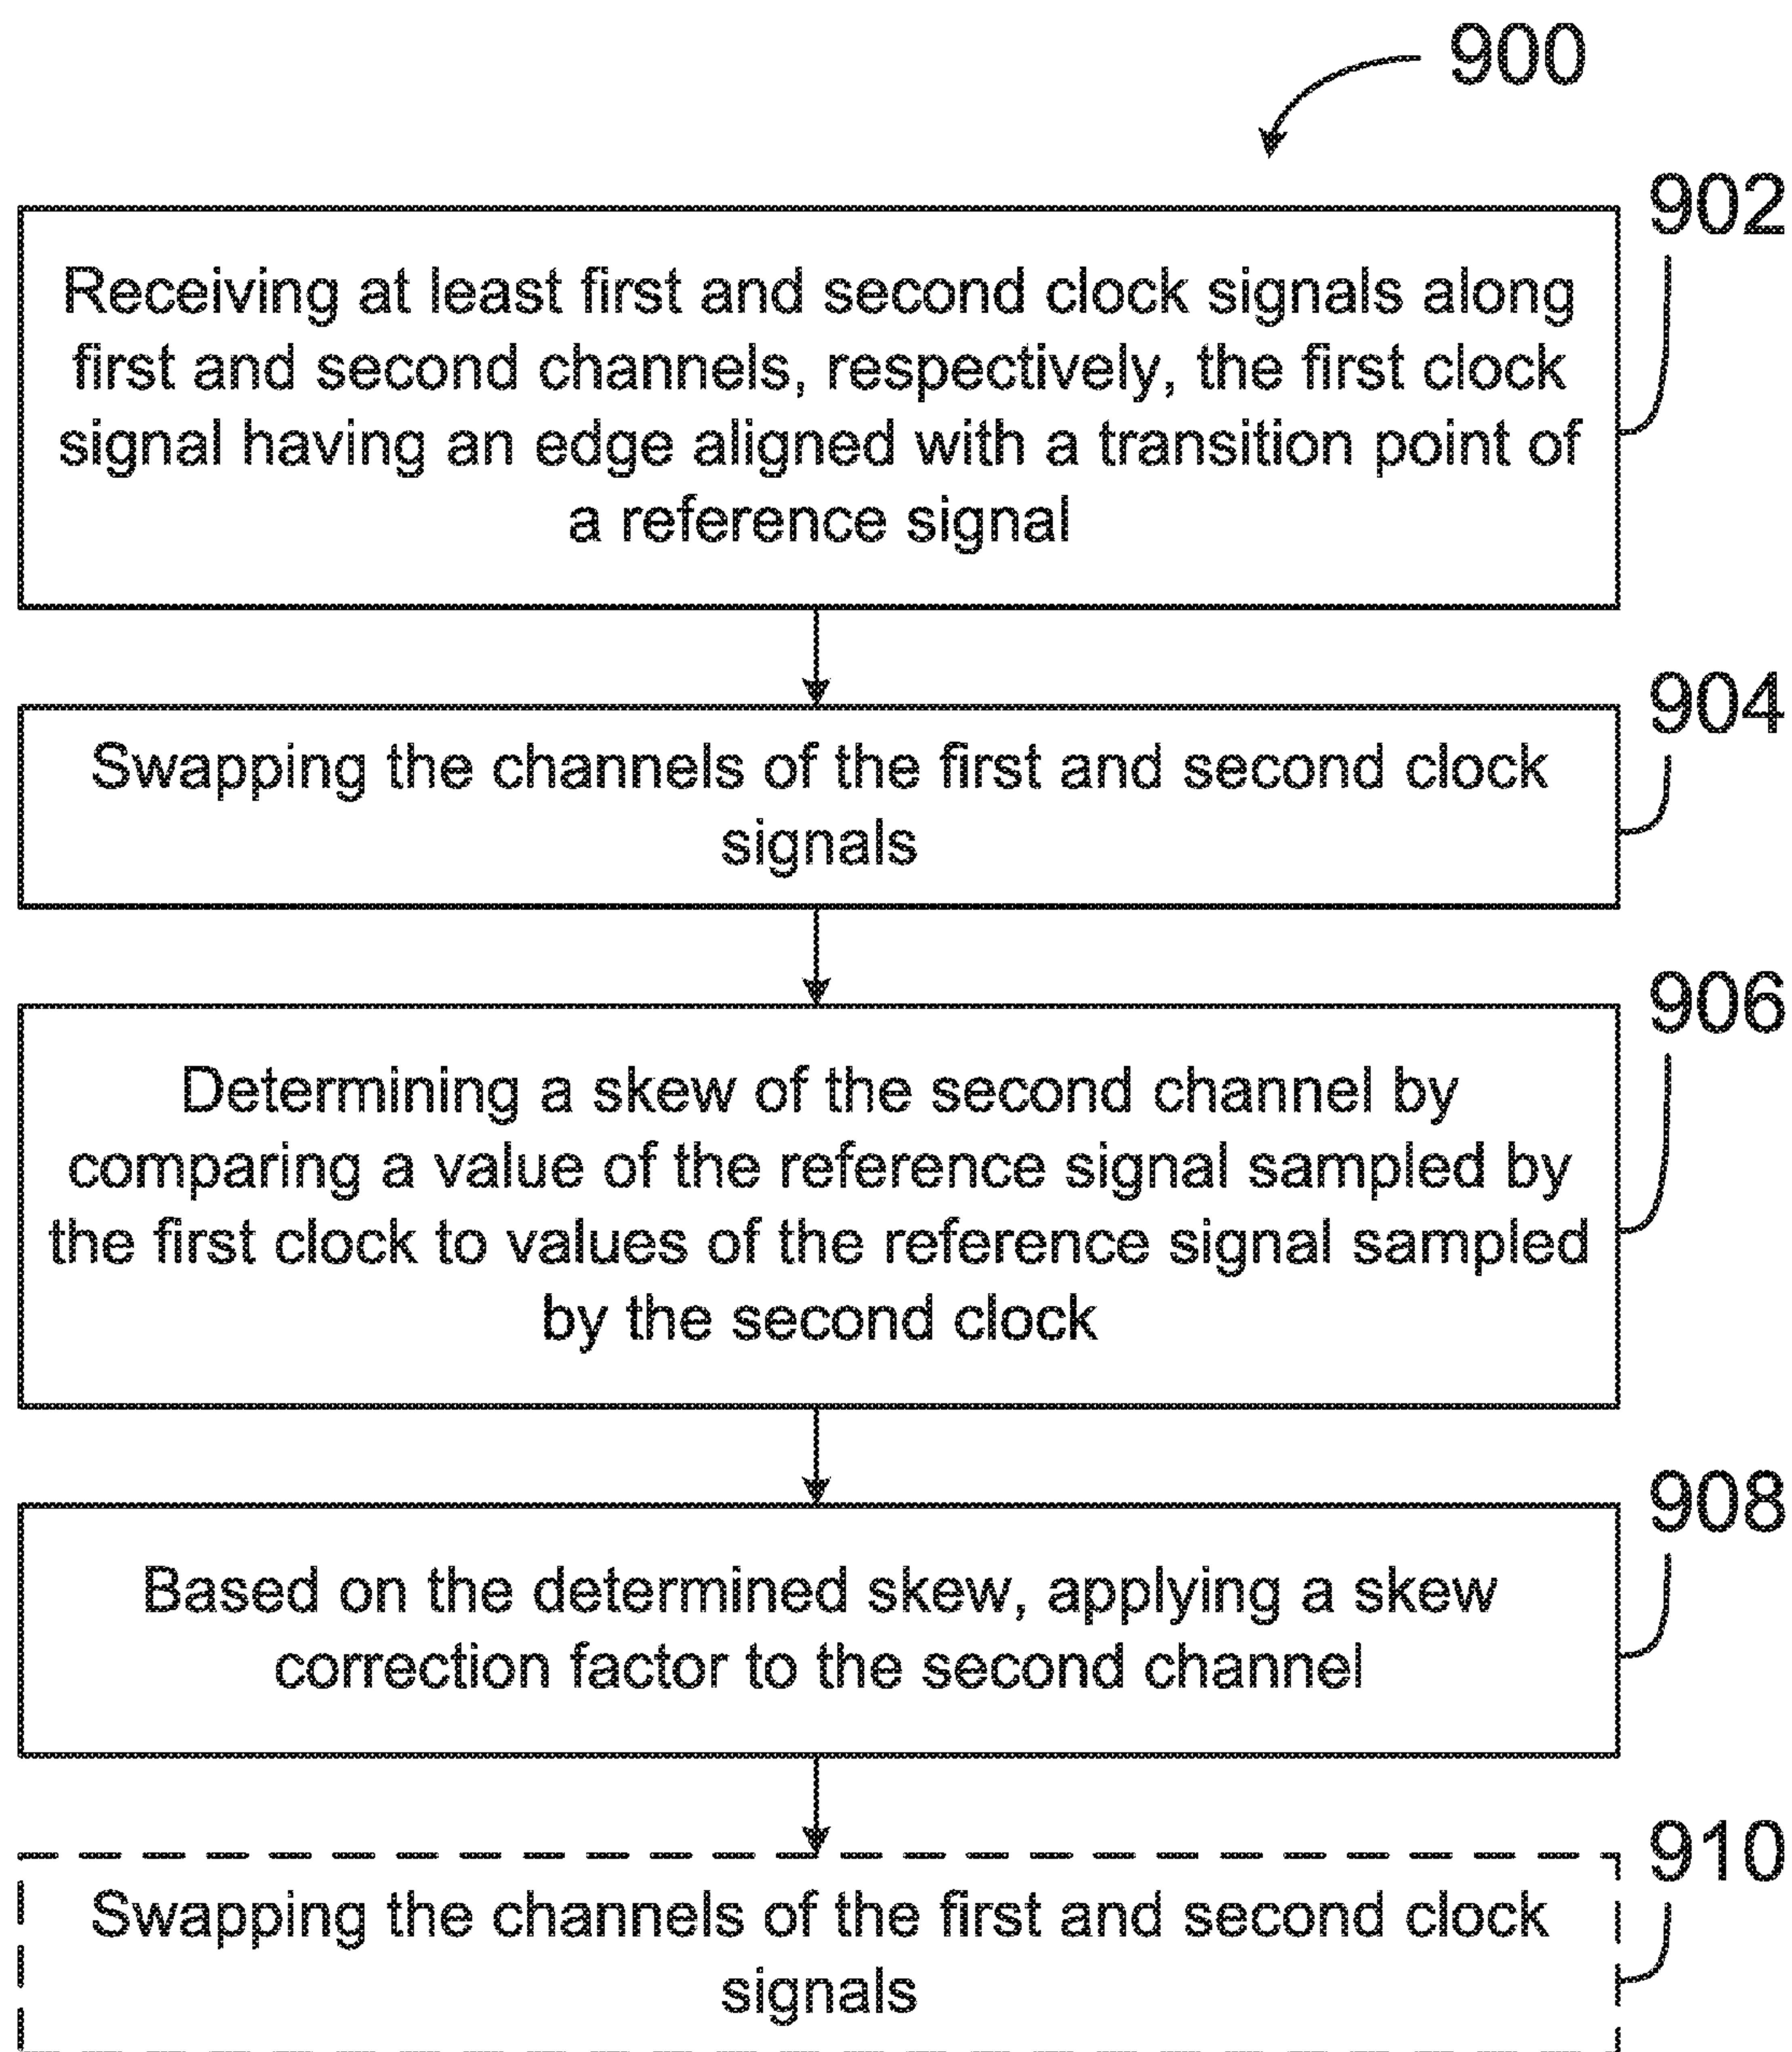 900
902
Receiving at least first and second clock signals along
first and second channels, respectively, the first clock
signal having an edge aligned with a transition point of
a reference signal
904
Swapping the channels of the first and second clock
signals
906
Determining a skew of the second channel by
comparing a value of the reference signal sampled by
the first clock to values of the reference signal sampled
by the second clock
908
Based on the determined skew, applying a skew
correction factor to the second channel
910
Swapping the channels of the first and second clock
signals